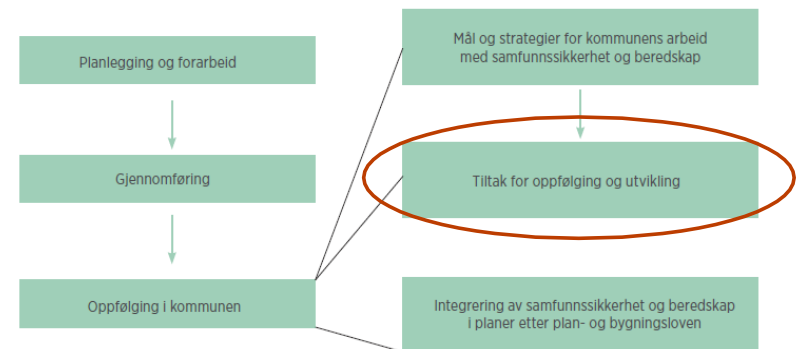 Planlegging og forarbeid
Gjennomføring
Oppfølging i kommunen
Mål og strategier for kommunens arbeid
med samfunnssikkerhet og beredskap
Tiltak for oppfølging og utvikling
Integrering av samfunnssikkerhet og beredskap
i planer etter plan- og bygningsloven